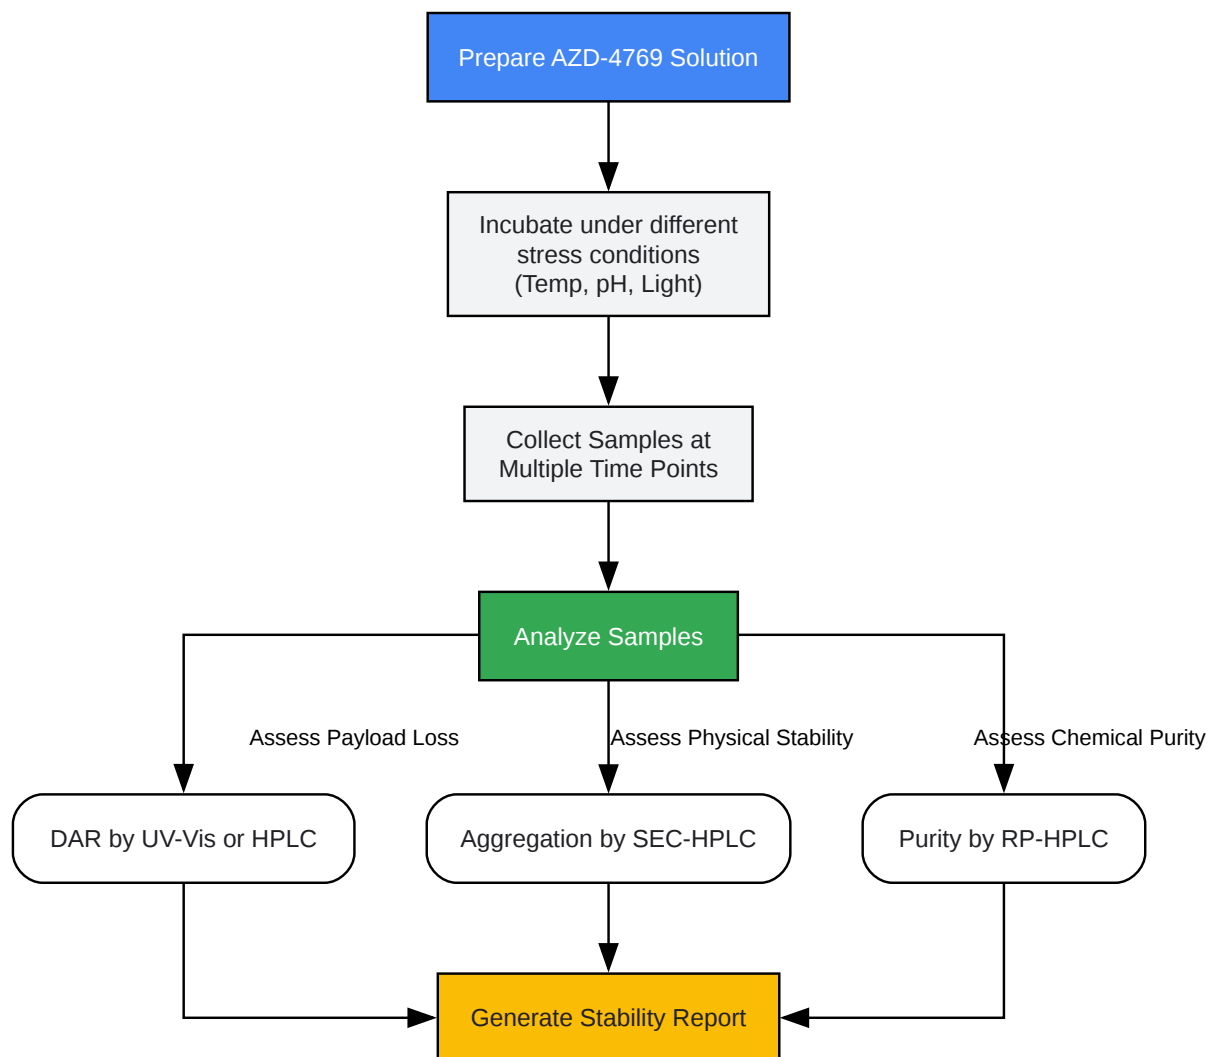 Prepare AZD-4769 Solution
Incubate under different
stress conditions
(Temp, pH, Light)
Collect Samples at
Multiple Time Points
Analyze Samples
Assess Payload Loss
Assess Physical Stability
Assess Chemical Purity
DAR by UV-Vis or HPLC
Aggregation by SEC-HPLC
Purity by RP-HPLC
Generate Stability Report